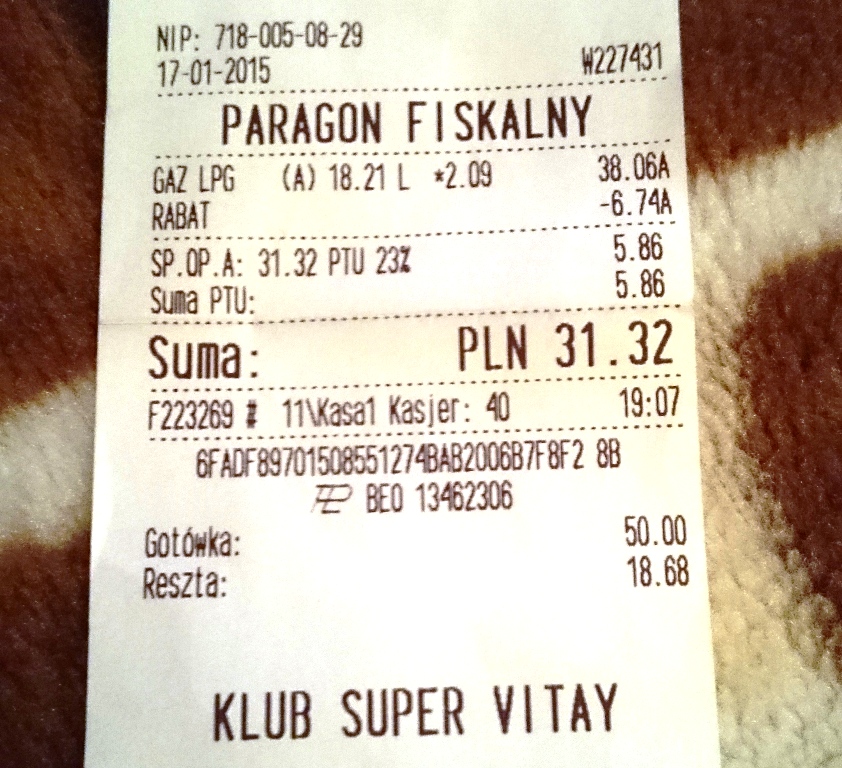 NIP: 718-005-08-29
17-01-2015 W227431
PARAGON FISKALNY
GAZ LPG (A) 18.21 L *2.09 38.06A
RABAT -6.74A
SP.OP.A: 31.32 PTU 23% 5.86
Suma PTU: 5.86
Suma: PLN 31.32
F223269 # 11\Kasa1 Kasjer: 40 19:07
6FADF89701508551274BAB2006B7F8F2 8B
BEO 13462306
Gotówka: 50.00
Reszta: 18.68
KLUB SUPER VITAY